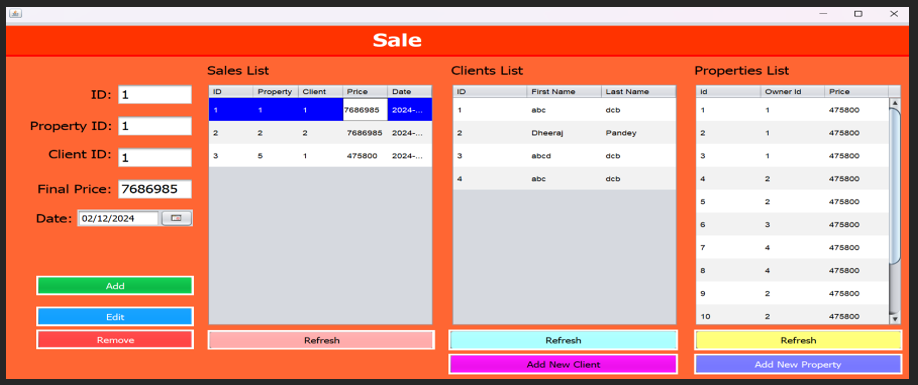 Sale
ID: 1
Property ID: 1
Client ID: 1
Final Price: 7686985
Date: 02/12/2024
Add
Edit
Remove
Sales List
ID Property Client Price Date
1 1 1 7686985 2024-...
2 2 2 7686985 2024-...
3 5 1 475800 2024-...
Refresh
Clients List
ID First Name Last Name
1 abc dcb
2 Dheeraj Pandey
3 abcd dcb
4 abc dcb
Refresh
Add New Client
Properties List
id Owner Id Price
1 1 475800
2 1 475800
3 1 475800
4 2 475800
5 2 475800
6 3 475800
7 4 475800
8 4 475800
9 2 475800
10 2 475800
Refresh
Add New Property